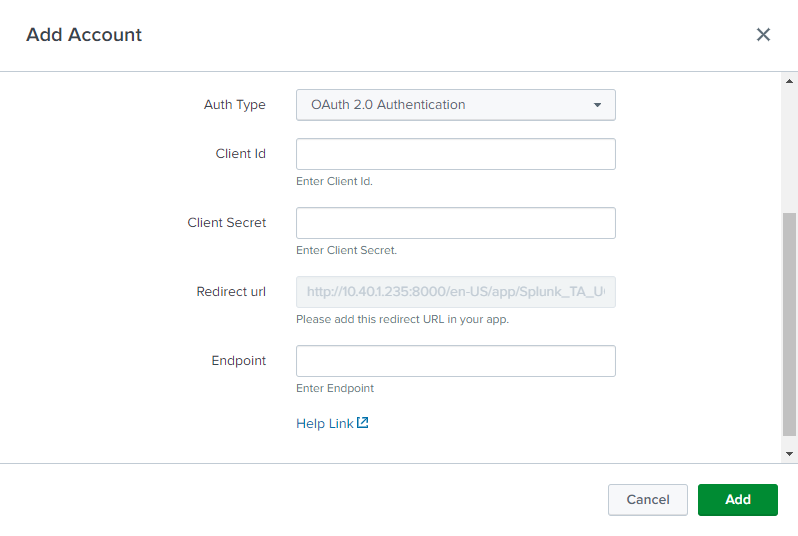 Add Account
Auth Type
OAuth 2.0 Authentication
Client Id
Enter Client Id.
Client Secret
Enter Client Secret.
Redirect url
http://10.40.1.235:8000/en-US/app/Splunk_TA_U
Please add this redirect URL in your app.
Endpoint
Enter Endpoint
Help Link
Cancel
Add